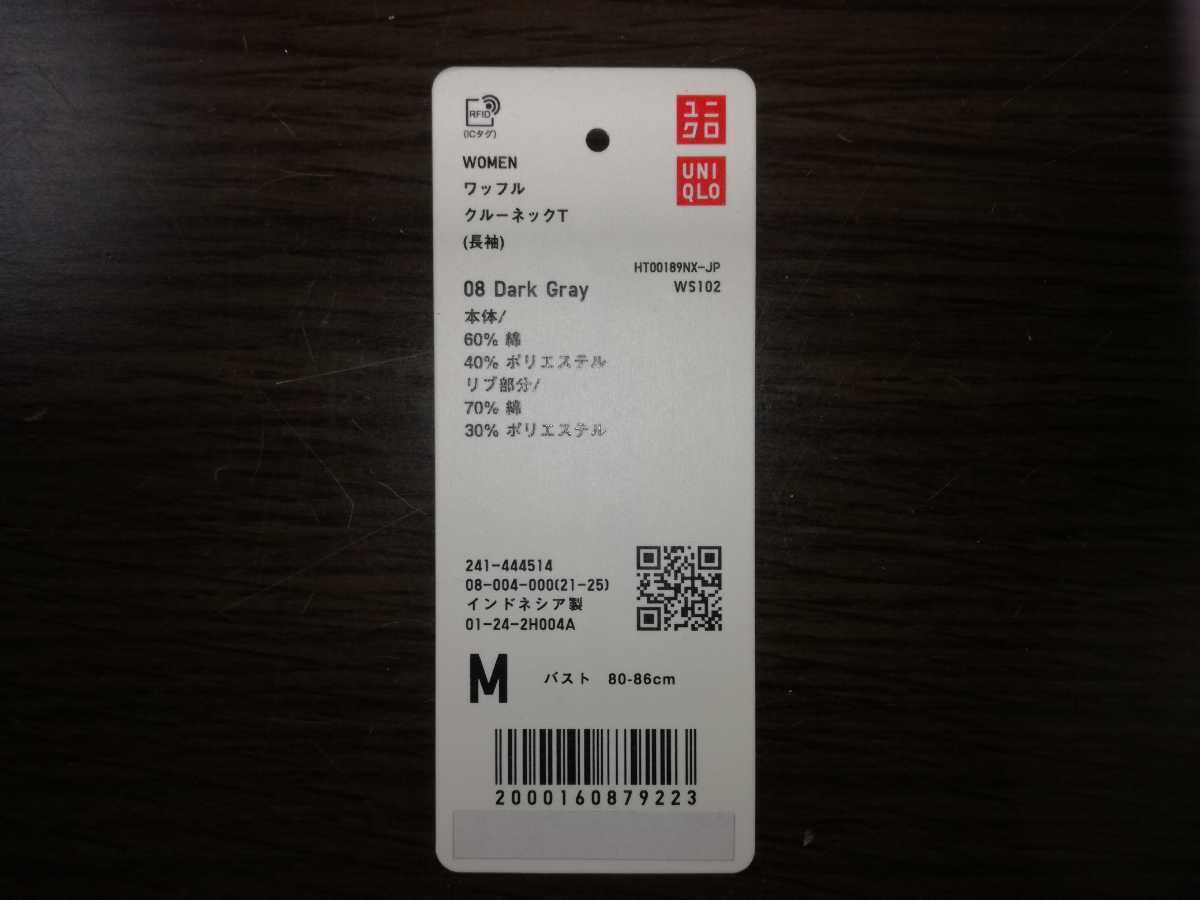 RFID
(ICタグ)
ユニ
クロ
UNI
QLO
WOMEN
ワッフル
クルーネックT
(長袖)
HT00189NX-JP
WS102
08 Dark Gray
本体/
60% 綿
40% ポリエステル
リブ部分/
70% 綿
30% ポリエステル
241-444514
08-004-000(21-25)
インドネシア製
01-24-2H004A
M バスト 80-86cm
2000160879223